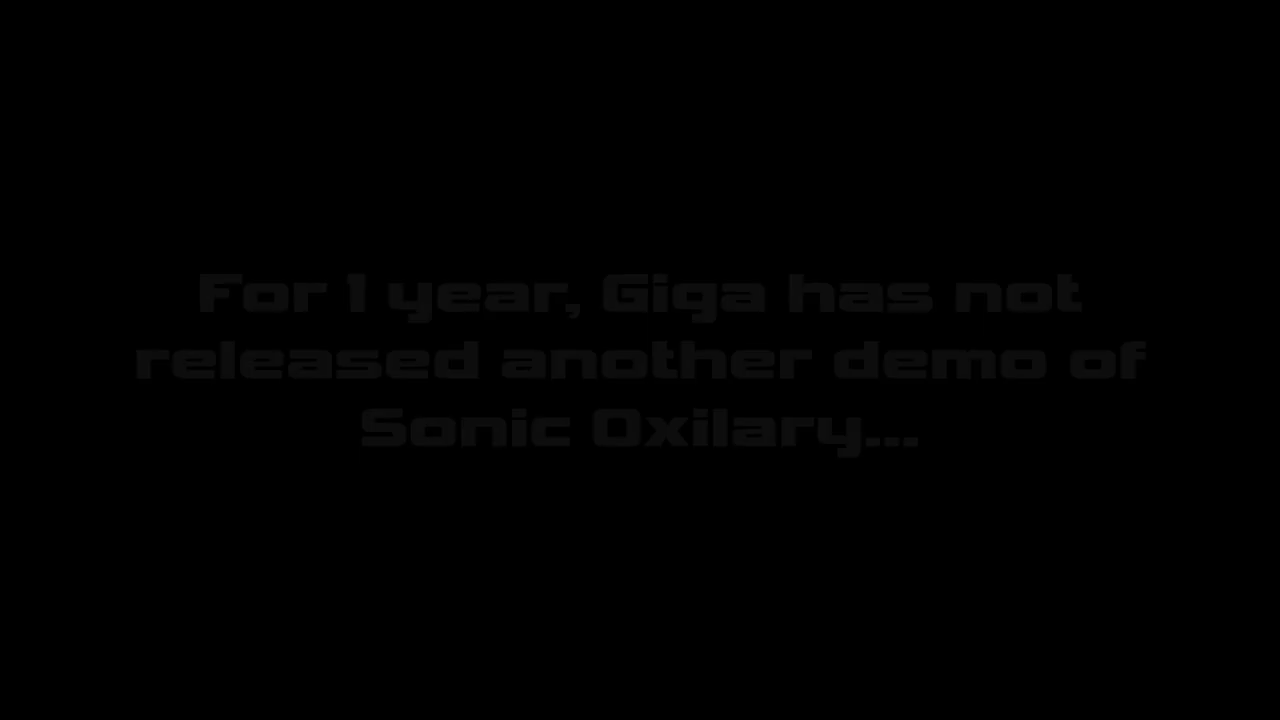 For 1 year, Giga has not
released another demo of
Sonic Oxilary...